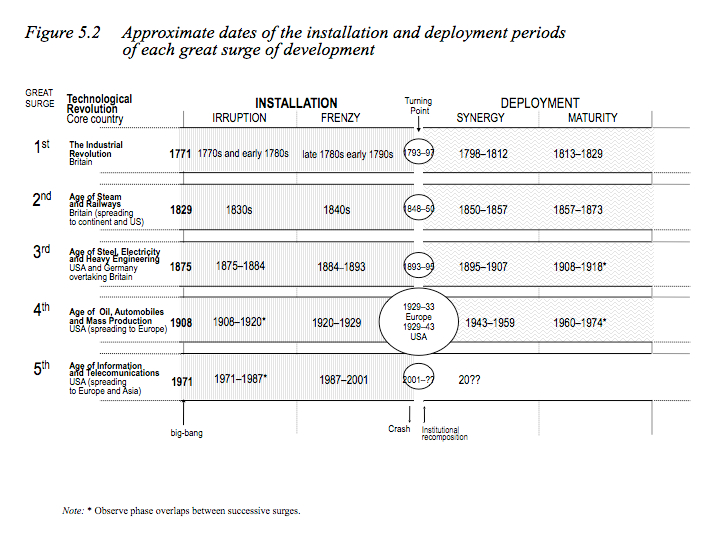 Figure 5.2 Approximate dates of the installation and deployment periods
of each great surge of development
GREAT
SURGE
Technological
Revolution
Core country
INSTALLATION
IRRUPTION FRENZY
Turning
Point
DEPLOYMENT
SYNERGY MATURITY
1st
The Industrial
Revolution
Britain
1771 1770s and early 1780s late 1780s early 1790s 1793–97 1798–1812 1813–1829
2nd
Age of Steam
and Railways
Britain (spreading
to continent and US)
1829 1830s 1840s 1848–50 1850–1857 1857–1873
3rd
Age of Steel, Electricity
and Heavy Engineering
USA and Germany
overtaking Britain
1875 1875–1884 1884–1893 1893–95 1895–1907 1908–1918*
4th
Age of Oil, Automobiles
and Mass Production
USA (spreading to Europe)
1908 1908–1920* 1920–1929
1929–33
Europe
1929–43
USA
1943–1959 1960–1974*
5th
Age of Information
and Telecommunications
USA (spreading
to Europe and Asia)
1971 1971–1987* 1987–2001 2001–?? 20??
big-bang
Crash
Institutional
recomposition
Note: * Observe phase overlaps between successive surges.